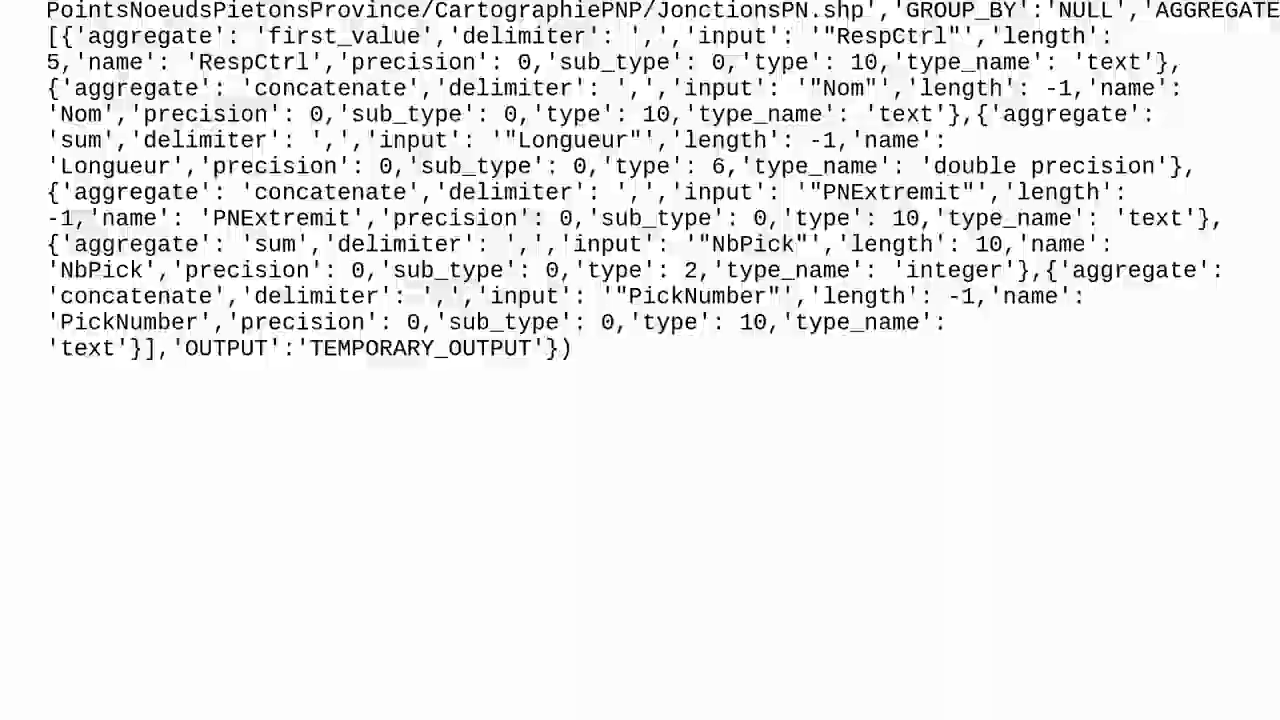 PointsNoeudsPietonsProvince/CartographiePNP/JonctionsPN.shp','GROUP_BY':'NULL','AGGREGATE
[{'aggregate': 'first_value','delimiter': ',','input': '"RespCtrl"','length':
5,'name': 'RespCtrl','precision': 0,'sub_type': 0,'type': 10,'type_name': 'text'},
{'aggregate': 'concatenate','delimiter': ',','input': '"Nom"','length': -1,'name':
'Nom','precision': 0,'sub_type': 0,'type': 10,'type_name': 'text'},{'aggregate':
'sum','delimiter': ',','input': '"Longueur"','length': -1,'name':
'Longueur','precision': 0,'sub_type': 0,'type': 6,'type_name': 'double precision'},
{'aggregate': 'concatenate','delimiter': ',','input': '"PNExtremit"','length':
-1,'name': 'PNExtremit','precision': 0,'sub_type': 0,'type': 10,'type_name': 'text'},
{'aggregate': 'sum','delimiter': ',','input': '"NbPick"','length': 10,'name':
'NbPick','precision': 0,'sub_type': 0,'type': 2,'type_name': 'integer'},{'aggregate':
'concatenate','delimiter': ',','input': '"PickNumber"','length': -1,'name':
'PickNumber','precision': 0,'sub_type': 0,'type': 10,'type_name':
'text'}],'OUTPUT':'TEMPORARY_OUTPUT'})